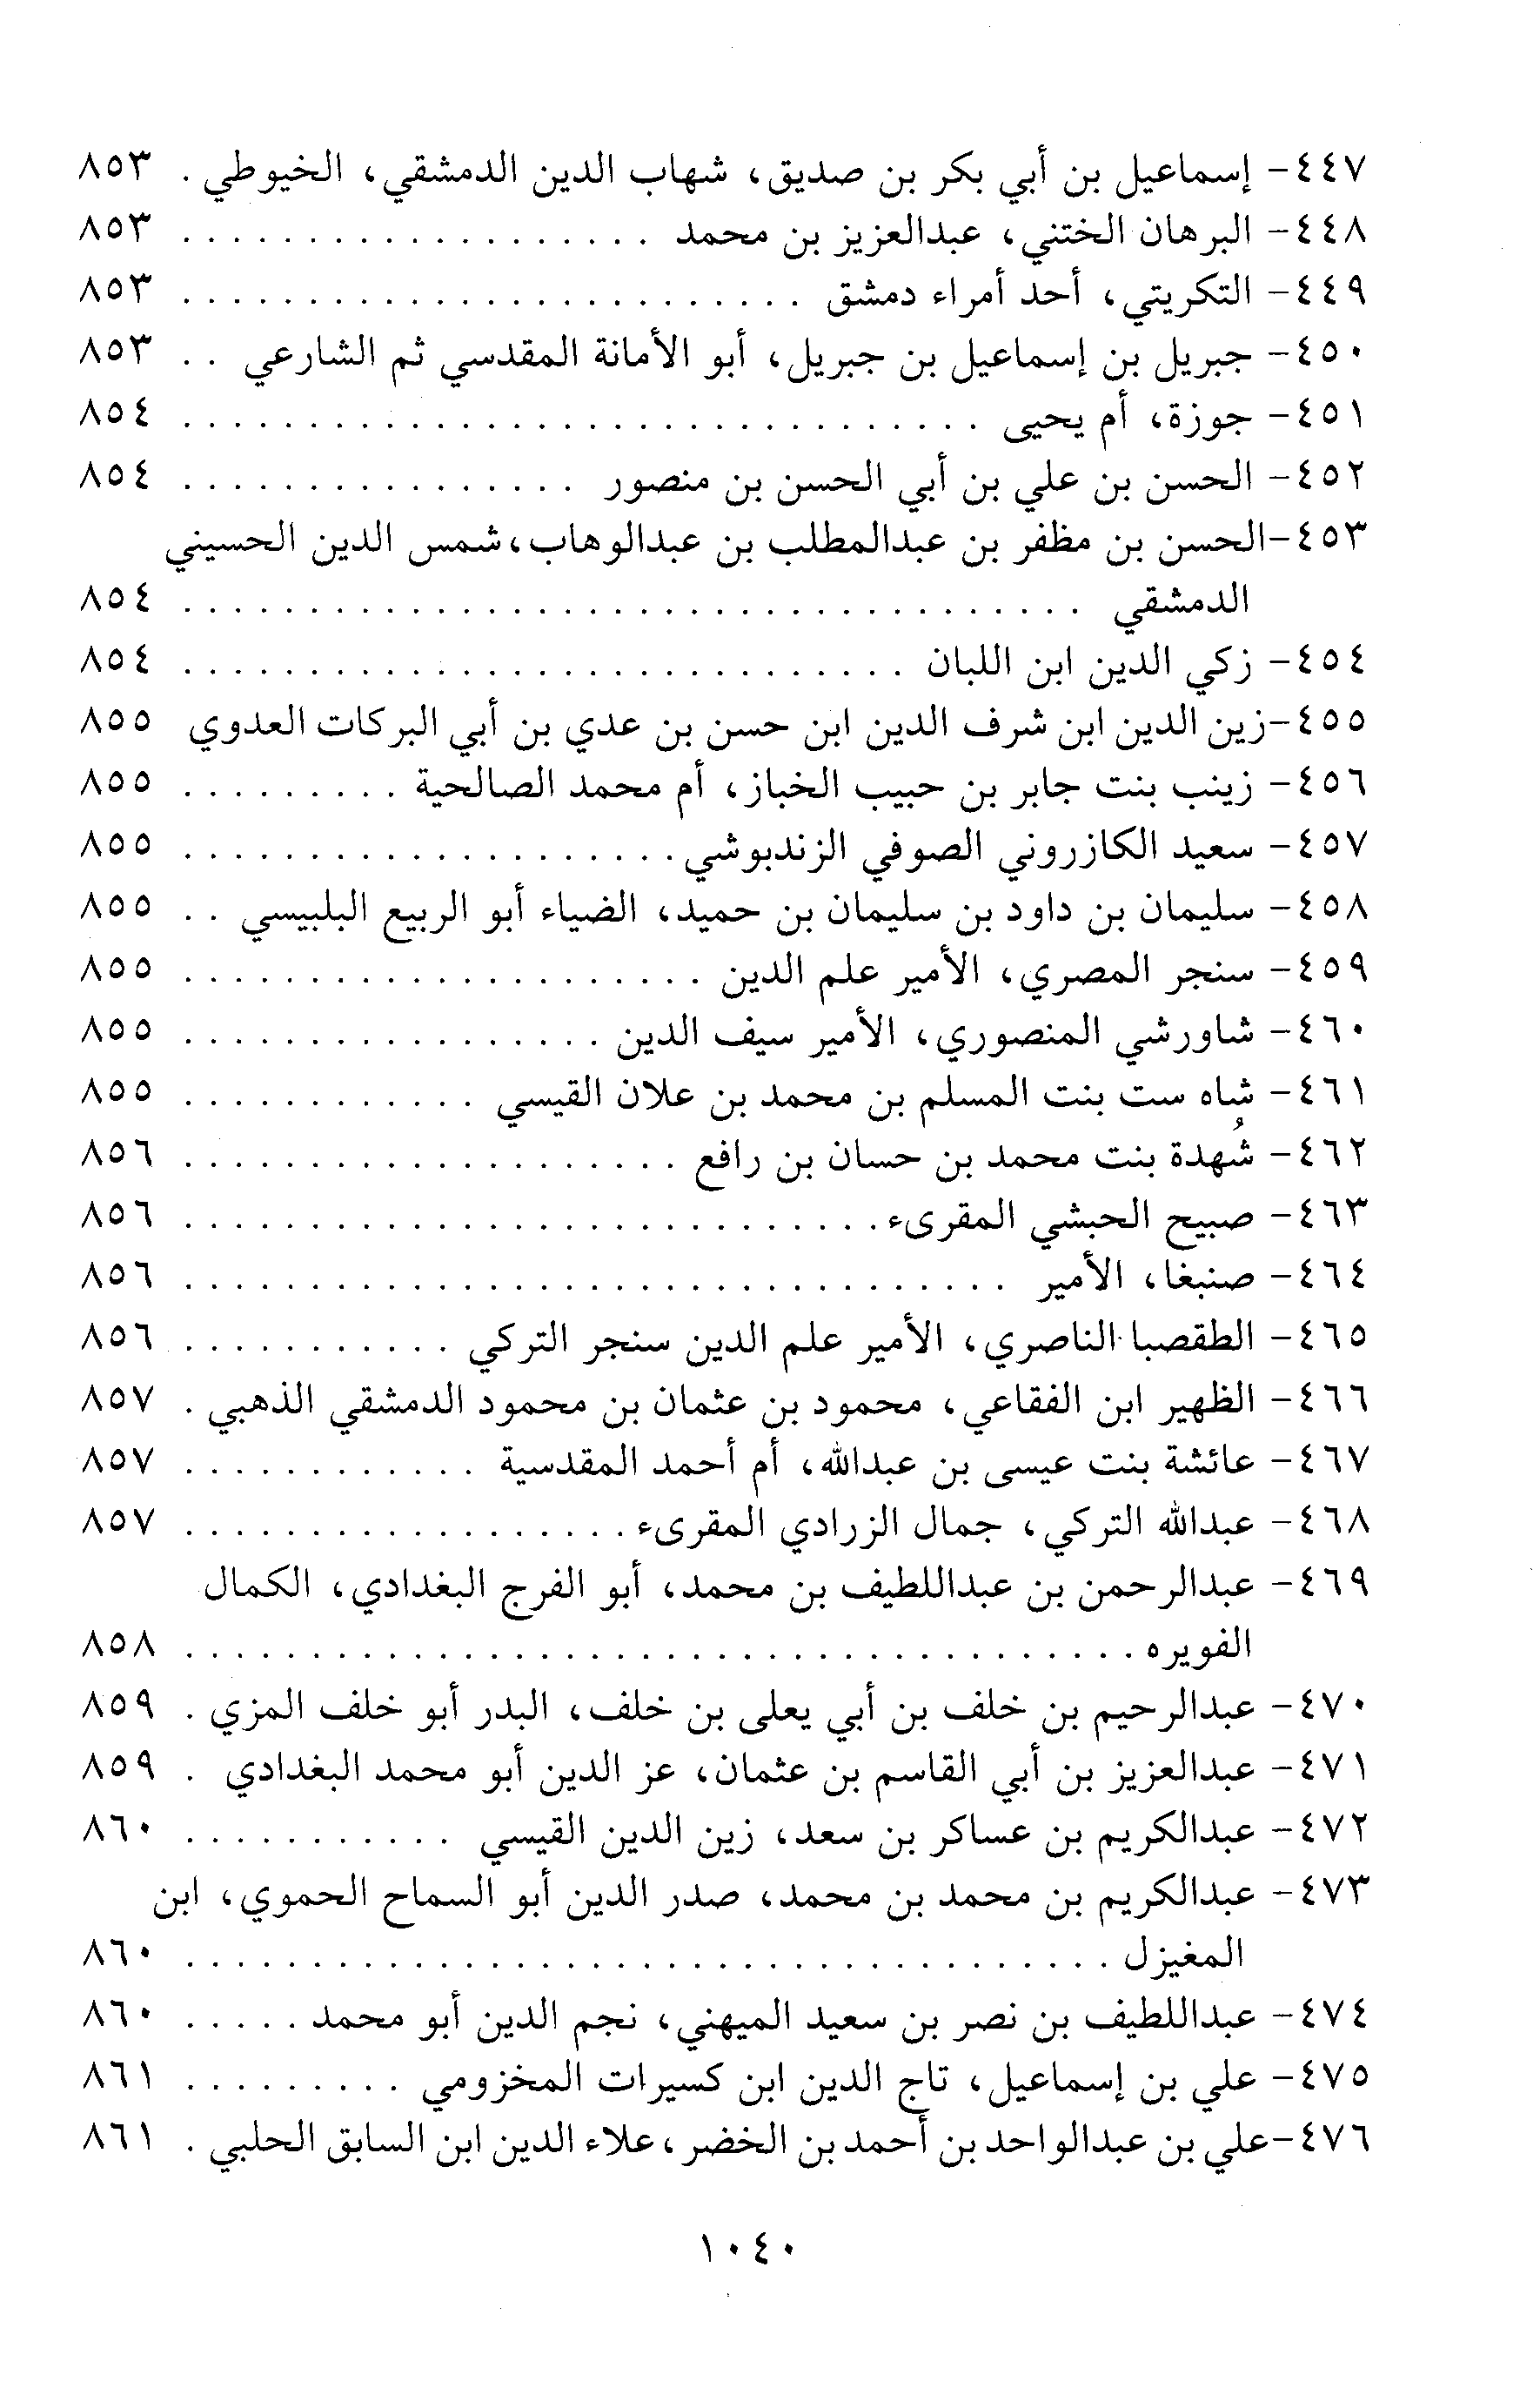 ٤٤٧- إسماعيل بن أبي بكر بن صديق، شهاب الدين الدمشقي، الخيوطي . ٨٥٣
٤٤٨- البرهان الختني، عبدالعزيز بن محمد . . . . . . . . . . . . . . . . . . . ٨٥٣
٤٤٩- التكريتي، أحد أمراء دمشق . . . . . . . . . . . . . . . . . . . . . . . . . ٨٥٣
٤٥٠- جبريل بن إسماعيل بن جبريل، أبو الأمانة المقدسي ثم الشارعي . . ٨٥٣
٤٥١- جوزة، أم يحيى . . . . . . . . . . . . . . . . . . . . . . . . . . . . . . . . ٨٥٤
٤٥٢- الحسن بن علي بن أبي الحسن بن منصور . . . . . . . . . . . . . . . . ٨٥٤
٤٥٣-الحسن بن مظفر بن عبدالمطلب بن عبدالوهاب،شمس الدين الحسيني
الدمشقي . . . . . . . . . . . . . . . . . . . . . . . . . . . . . . . . . . . . ٨٥٤
٤٥٤- زكي الدين ابن اللبان . . . . . . . . . . . . . . . . . . . . . . . . . . . . . ٨٥٤
٤٥٥-زين الدين ابن شرف الدين ابن حسن بن عدي بن أبي البركات العدوي ٨٥٥
٤٥٦- زينب بنت جابر بن حبيب الخباز، أم محمد الصالحية . . . . . . . . . ٨٥٥
٤٥٧- سعيد الكازروني الصوفي الزندبوشي . . . . . . . . . . . . . . . . . . . . ٨٥٥
٤٥٨- سليمان بن داود بن سليمان بن حميد، الضياء أبو الربيع البلبيسي . . ٨٥٥
٤٥٩- سنجر المصري، الأمير علم الدين . . . . . . . . . . . . . . . . . . . . . ٨٥٥
٤٦٠- شاورشي المنصوري، الأمير سيف الدين . . . . . . . . . . . . . . . . . ٨٥٥
٤٦١- شاه ست بنت المسلم بن محمد بن علان القيسي . . . . . . . . . . . . ٨٥٥
٤٦٢- شُهدة بنت محمد بن حسان بن رافع . . . . . . . . . . . . . . . . . . . . ٨٥٦
٤٦٣- صبيح الحبشي المقرىء . . . . . . . . . . . . . . . . . . . . . . . . . . . . ٨٥٦
٤٦٤- صنبغا، الأمير . . . . . . . . . . . . . . . . . . . . . . . . . . . . . . . . . ٨٥٦
٤٦٥- الطقصبا الناصري، الأمير علم الدين سنجر التركي . . . . . . . . . . . ٨٥٦
٤٦٦- الظهير ابن الفقاعي، محمود بن عثمان بن محمود الدمشقي الذهبي . ٨٥٧
٤٦٧- عائشة بنت عيسى بن عبدالله، أم أحمد المقدسية . . . . . . . . . . . . ٨٥٧
٤٦٨- عبدالله التركي، جمال الزرادي المقرىء . . . . . . . . . . . . . . . . . . ٨٥٧
٤٦٩- عبدالرحمن بن عبداللطيف بن محمد، أبو الفرج البغدادي، الكمال
الفويره . . . . . . . . . . . . . . . . . . . . . . . . . . . . . . . . . . . . . . ٨٥٨
٤٧٠- عبدالرحيم بن خلف بن أبي يعلى بن خلف، البدر أبو خلف المزي . ٨٥٩
٤٧١- عبدالعزيز بن أبي القاسم بن عثمان، عز الدين أبو محمد البغدادي . ٨٥٩
٤٧٢- عبدالكريم بن عساكر بن سعد، زين الدين القيسي . . . . . . . . . . . ٨٦٠
٤٧٣- عبدالكريم بن محمد بن محمد، صدر الدين أبو السماح الحموي، ابن
المغيزل . . . . . . . . . . . . . . . . . . . . . . . . . . . . . . . . . . . . . ٨٦٠
٤٧٤- عبداللطيف بن نصر بن سعيد الميهني، نجم الدين أبو محمد . . . . . ٨٦٠
٤٧٥- علي بن إسماعيل، تاج الدين ابن كسيرات المخزومي . . . . . . . . . ٨٦١
٤٧٦-علي بن عبدالواحد بن أحمد بن الخضر،علاء الدين ابن السابق الحلبي . ٨٦١
١٠٤٠